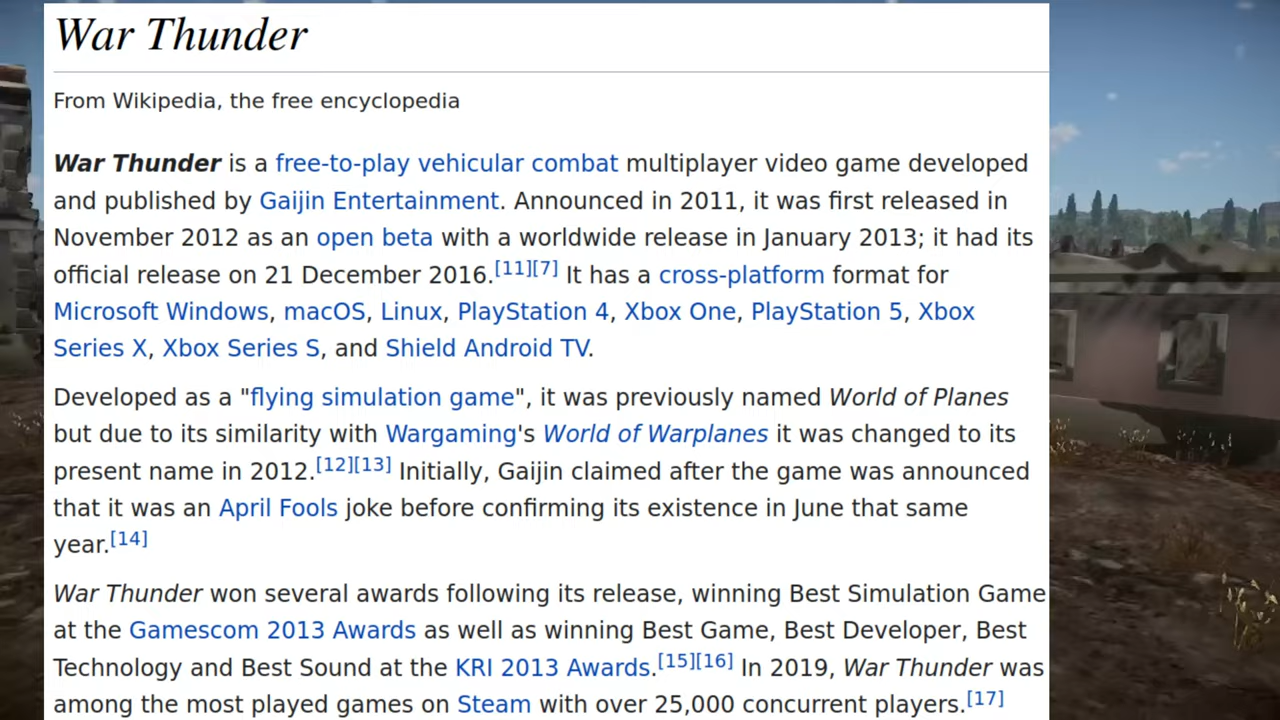 War Thunder
From Wikipedia, the free encyclopedia
War Thunder is a free-to-play vehicular combat multiplayer video game developed
and published by Gaijin Entertainment. Announced in 2011, it was first released in
November 2012 as an open beta with a worldwide release in January 2013; it had its
official release on 21 December 2016.[11][7] It has a cross-platform format for
Microsoft Windows, macOS, Linux, PlayStation 4, Xbox One, PlayStation 5, Xbox
Series X, Xbox Series S, and Shield Android TV.
Developed as a "flying simulation game", it was previously named World of Planes
but due to its similarity with Wargaming's World of Warplanes it was changed to its
present name in 2012.[12][13] Initially, Gaijin claimed after the game was announced
that it was an April Fools joke before confirming its existence in June that same
year.[14]
War Thunder won several awards following its release, winning Best Simulation Game
at the Gamescom 2013 Awards as well as winning Best Game, Best Developer, Best
Technology and Best Sound at the KRI 2013 Awards.[15][16] In 2019, War Thunder was
among the most played games on Steam with over 25,000 concurrent players.[17]